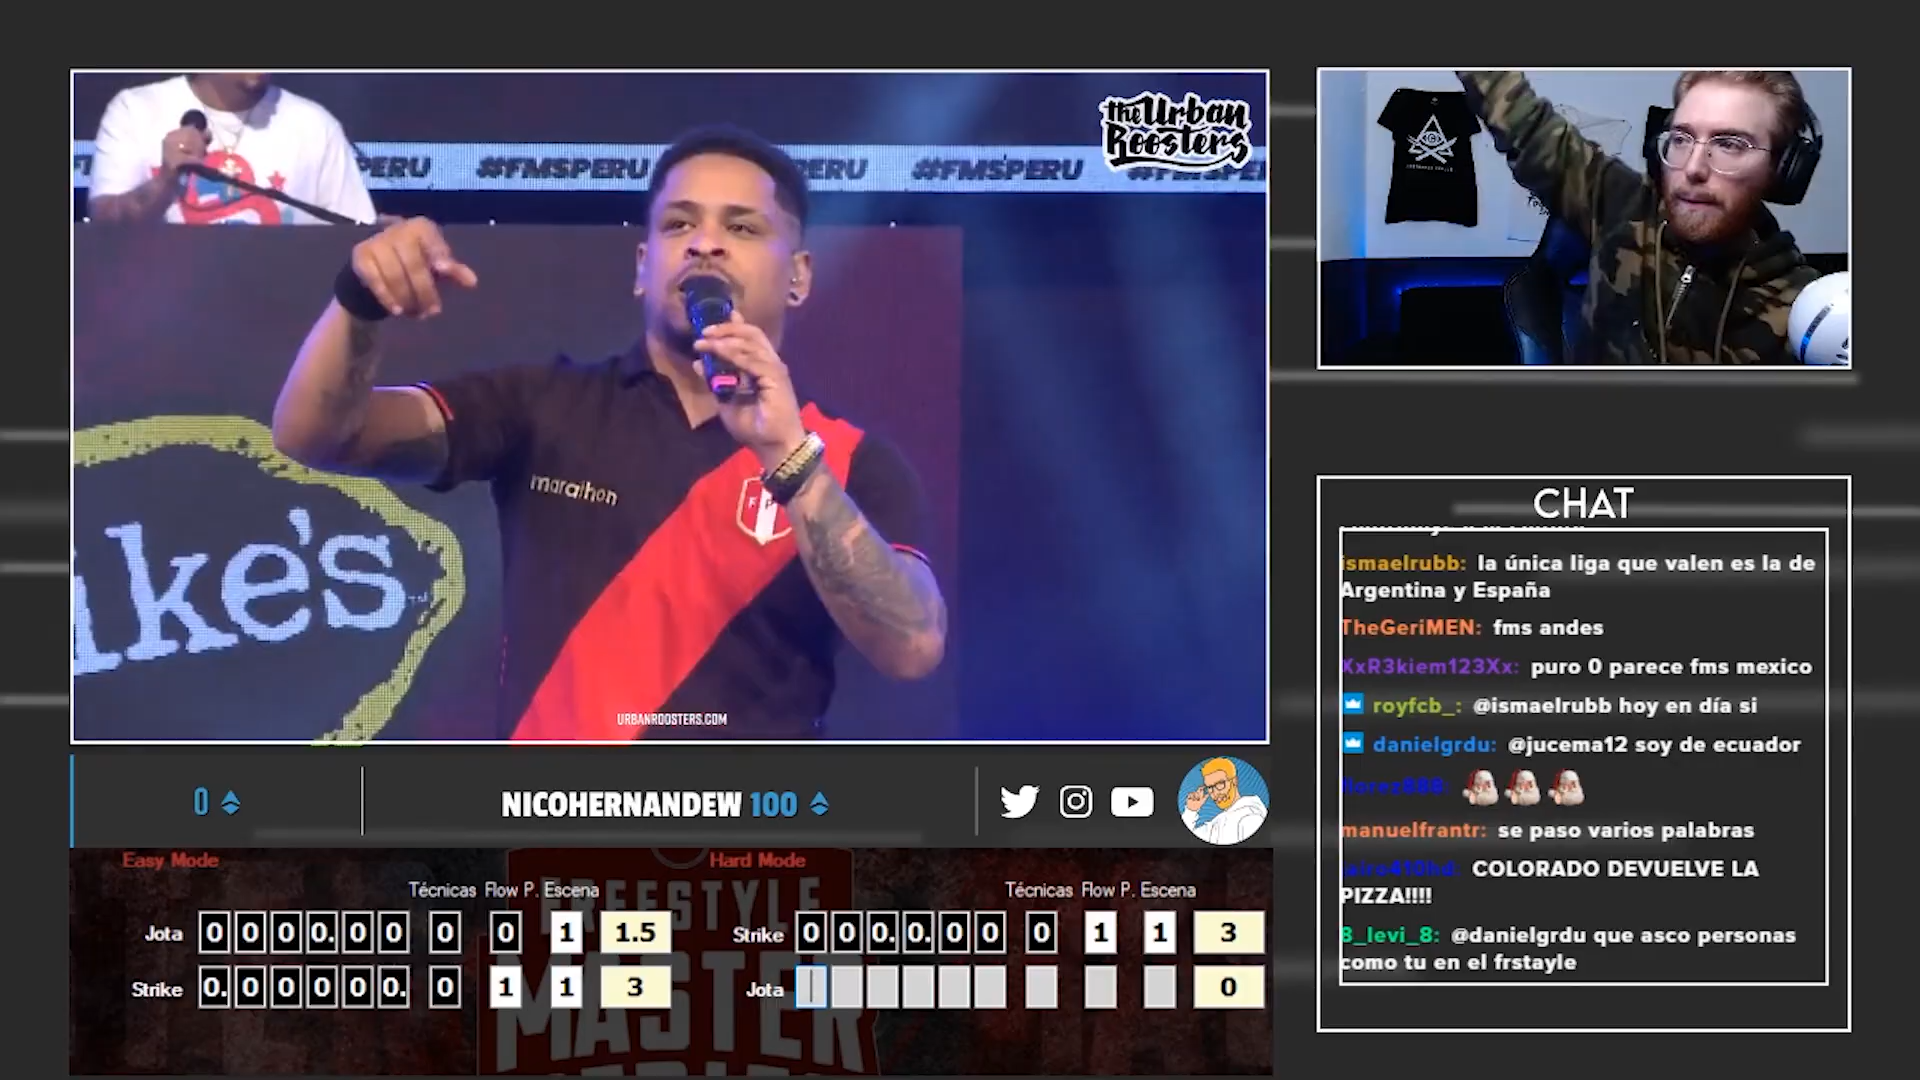 the Urban
Roosters
PERU #FMSPERU PERU #FMSPERU
marathon
ike's
URBANROOSTERS.COM
0
NICOHERNANDEW 100
CHAT
ismaelrubb: la única liga que valen es la de
Argentina y España
TheGeriMEN: fms andes
XxR3kiem123Xx: puro 0 parece fms mexico
royfcb_: @ismaelrubb hoy en día si
danielgrdu: @jucema12 soy de ecuador
manuelfrantr: se paso varios palabras
COLORADO DEVUELVE LA
PIZZA!!!!
B_levi_8: @danielgrdu que asco personas
como tu en el frstayle
Easy Mode
Técnicas Flow P. Escena
Jota 0 0 0 0. 0 0 0 0 1 1.5
Strike 0. 0 0 0 0 0. 0 1 1 3
Hard Mode
Técnicas Flow P. Escena
Strike 0 0 0. 0. 0 0 0 1 1 3
Jota 0
FREESTYLE
MASTER